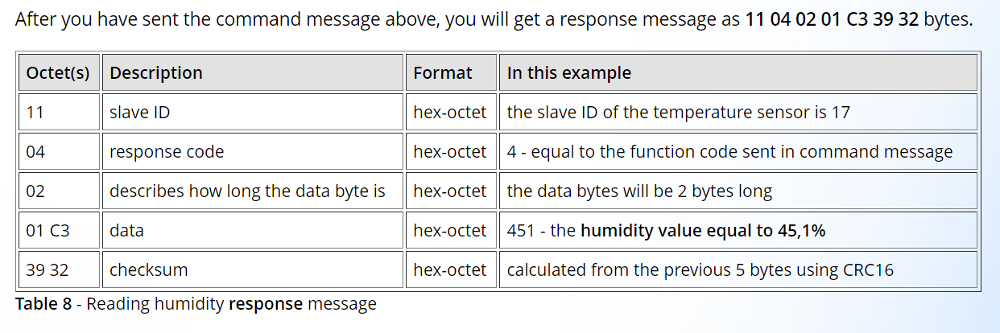 After you have sent the command message above, you will get a response message as 11 04 02 01 C3 39 32 bytes.
Octet(s) Description Format In this example
11 slave ID hex-octet the slave ID of the temperature sensor is 17
04 response code hex-octet 4 - equal to the function code sent in command message
02 describes how long the data byte is hex-octet the data bytes will be 2 bytes long
01 C3 data hex-octet 451 - the humidity value equal to 45,1%
39 32 checksum hex-octet calculated from the previous 5 bytes using CRC16
Table 8 - Reading humidity response message